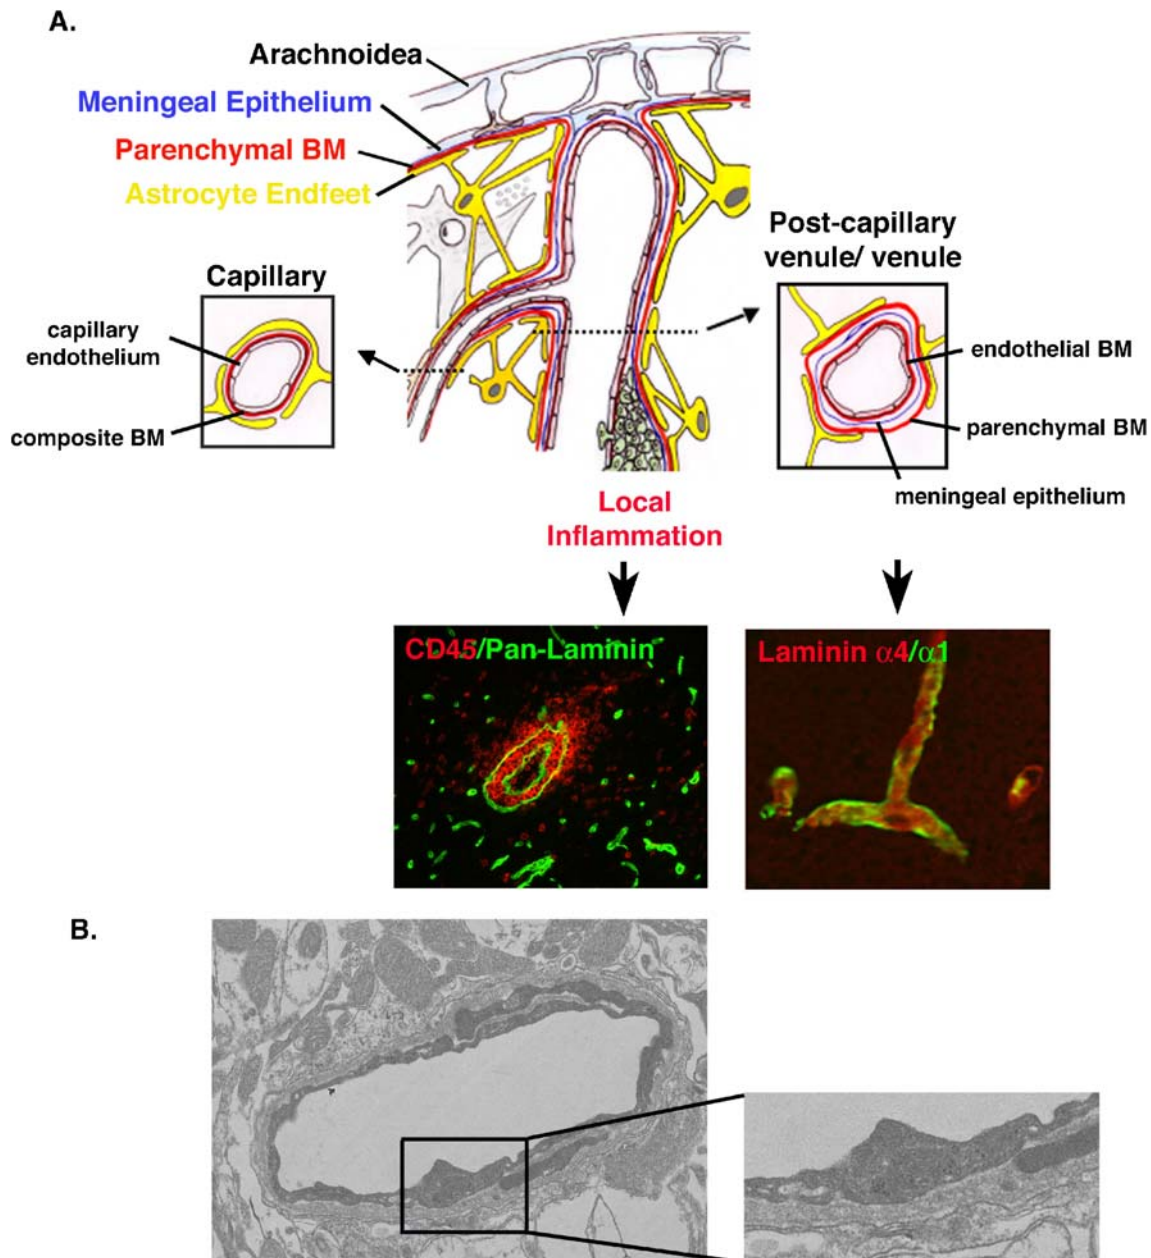 A.
Arachnoidea
Meningeal Epithelium
Parenchymal BM
Astrocyte Endfeet
Capillary
capillary
endothelium
composite BM
Post-capillary
venule/ venule
endothelial BM
parenchymal BM
meningeal epithelium
Local
Inflammation
CD45/Pan-Laminin
Laminin α4/α1
B.